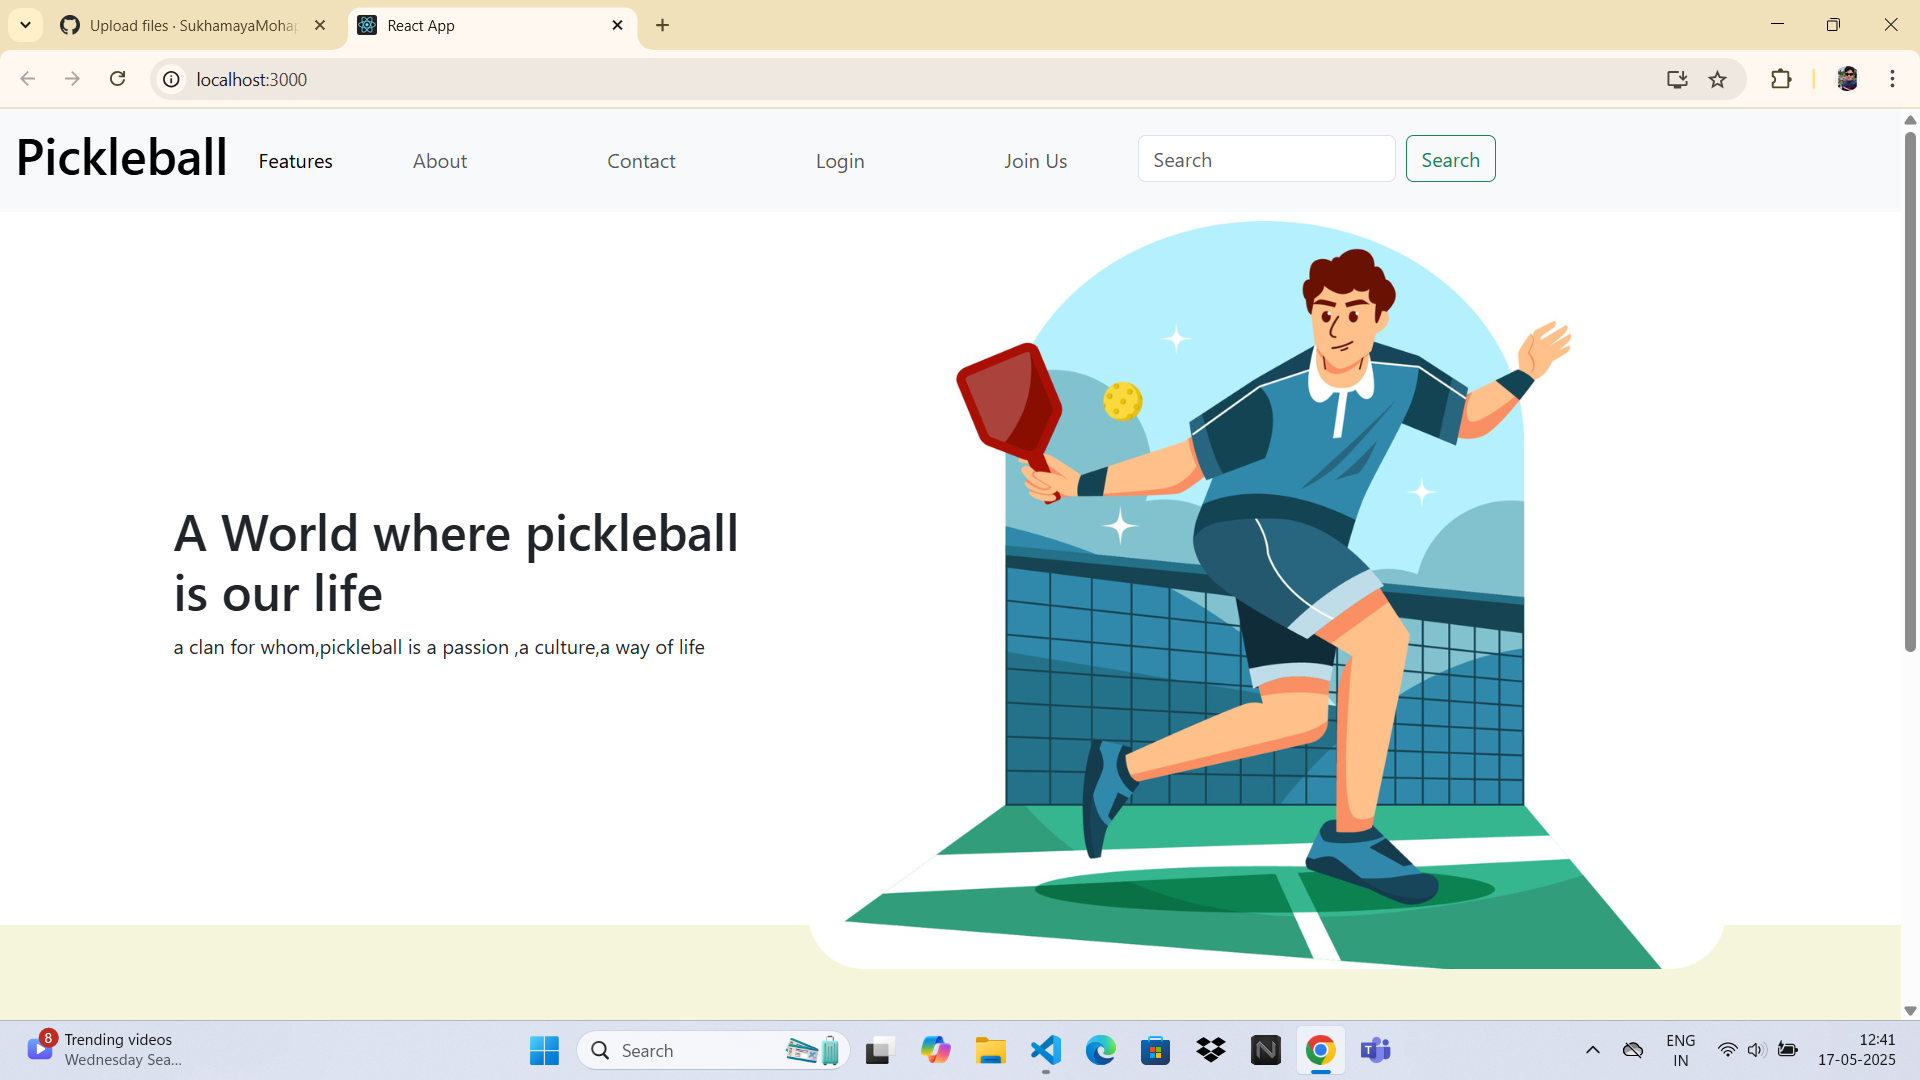 Upload files · SukhamayaMohap
React App
localhost:3000
Pickleball
Features
About
Contact
Login
Join Us
Search
Search
A World where pickleball
is our life
a clan for whom,pickleball is a passion ,a culture,a way of life
8
Trending videos
Wednesday Sea...
Search
N
T
ENG
IN
12:41
17-05-2025